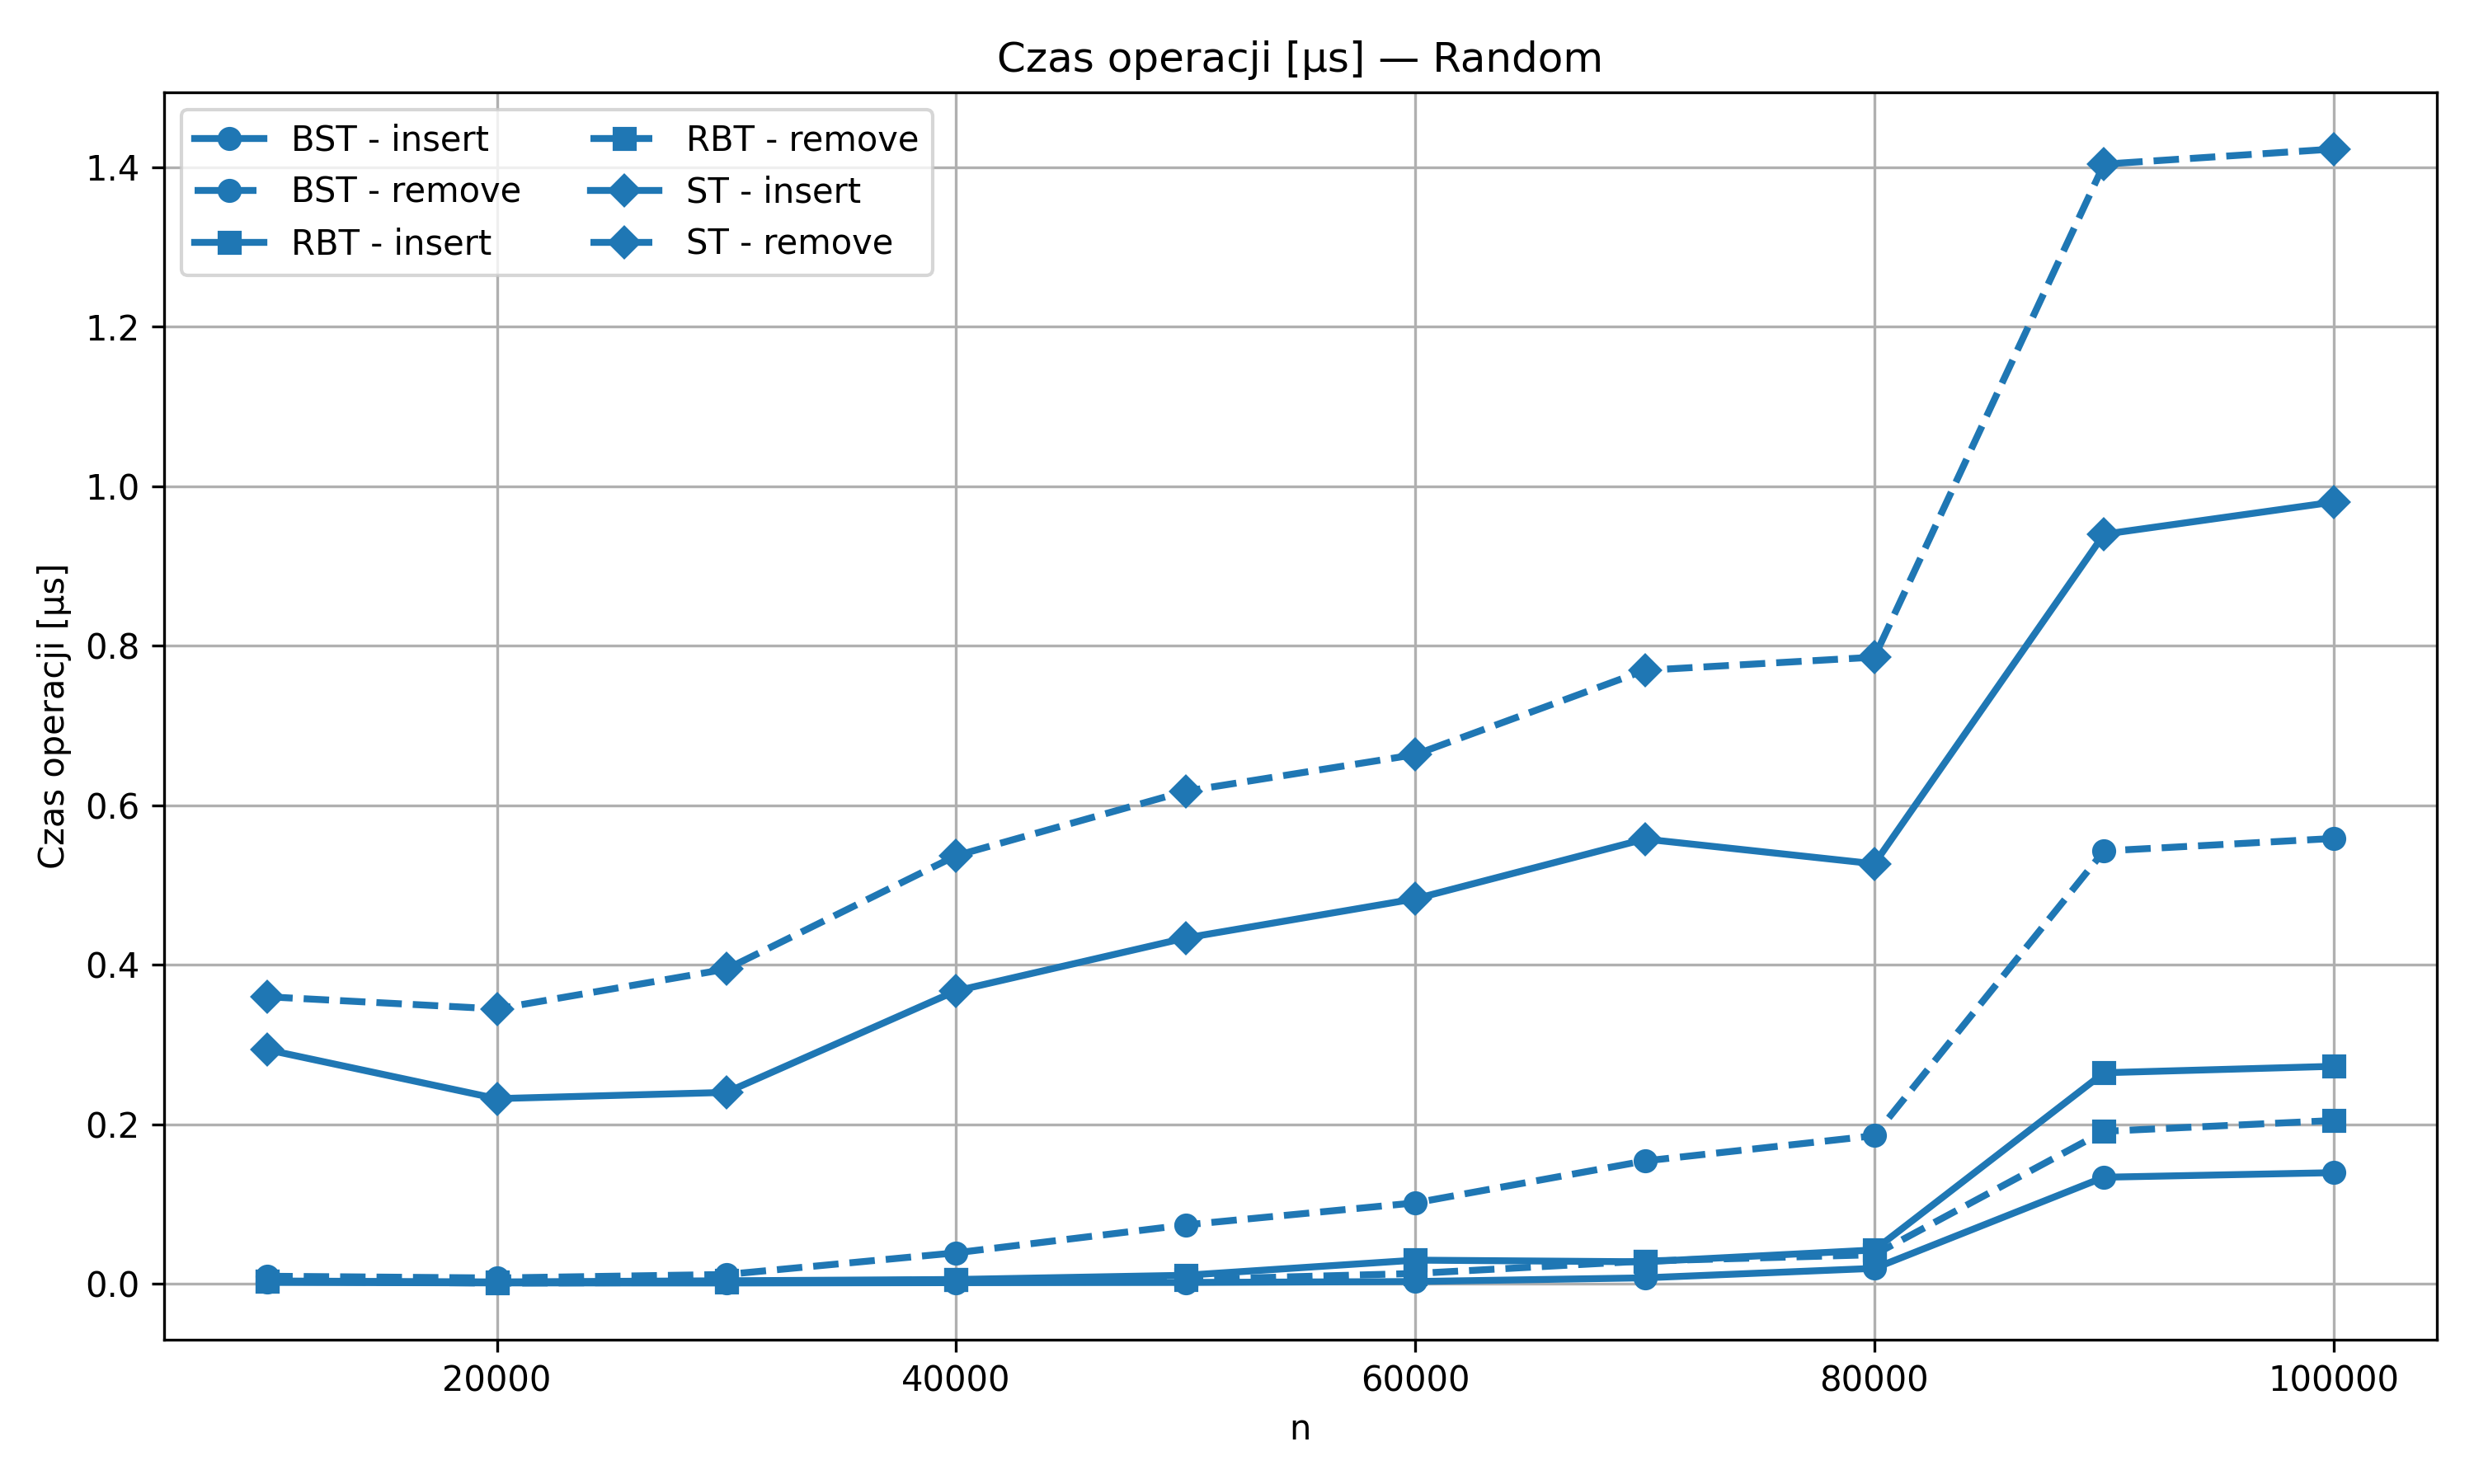 Czas operacji [µs] — Random
BST - insert
BST - remove
RBT - insert
RBT - remove
ST - insert
ST - remove
1.4
1.2
1.0
0.8
0.6
0.4
0.2
0.0
Czas operacji [µs]
20000 40000 60000 80000 100000
n